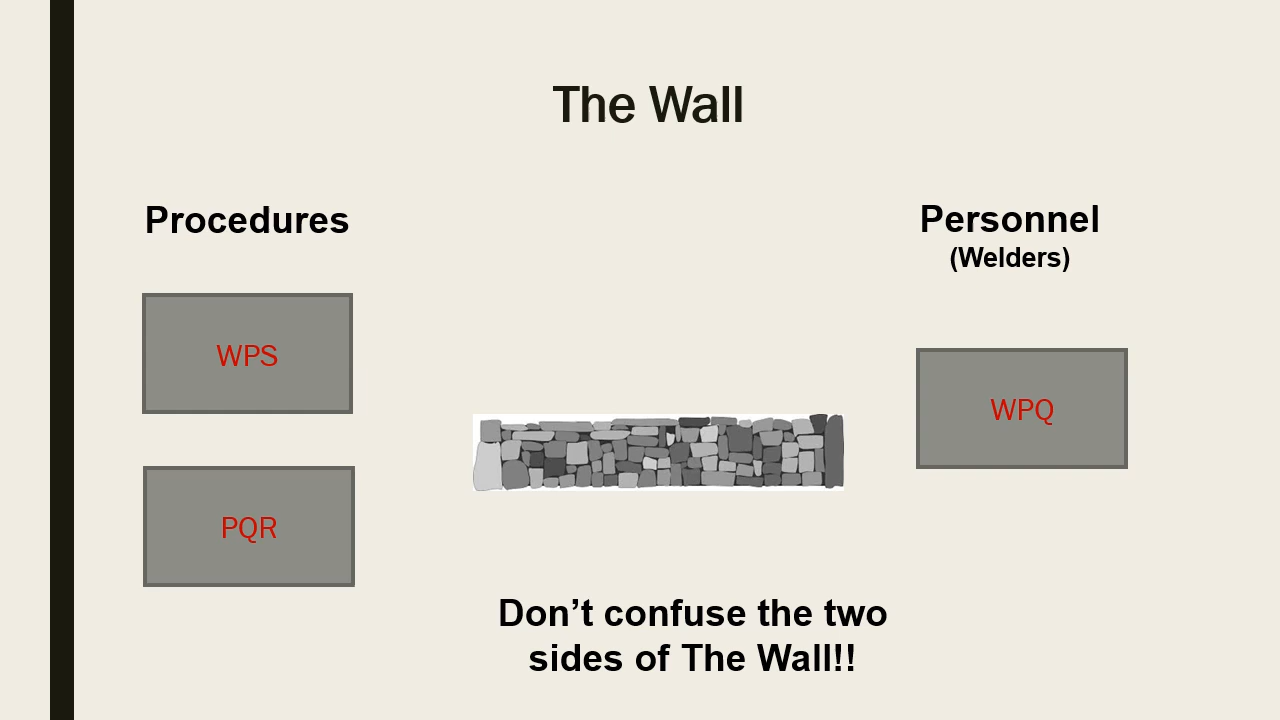 The Wall
Procedures
Personnel
(Welders)
WPS
WPQ
PQR
Don’t confuse the two
sides of The Wall!!